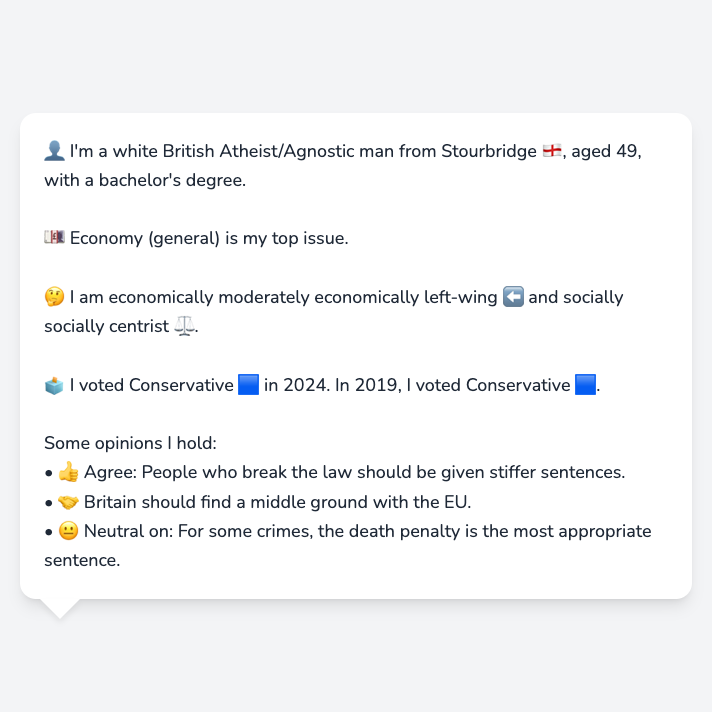 👤 I'm a white British Atheist/Agnostic man from Stourbridge 🏴󠁧󠁢󠁥󠁮󠁧󠁿, aged 49,
with a bachelor's degree.
💷 Economy (general) is my top issue.
🤔 I am economically moderately economically left-wing ⬅️ and socially
socially centrist ⚖️.
🗳️ I voted Conservative 🟦 in 2024. In 2019, I voted Conservative 🟦.
Some opinions I hold:
• 👍 Agree: People who break the law should be given stiffer sentences.
• 🤝 Britain should find a middle ground with the EU.
• 😐 Neutral on: For some crimes, the death penalty is the most appropriate
sentence.